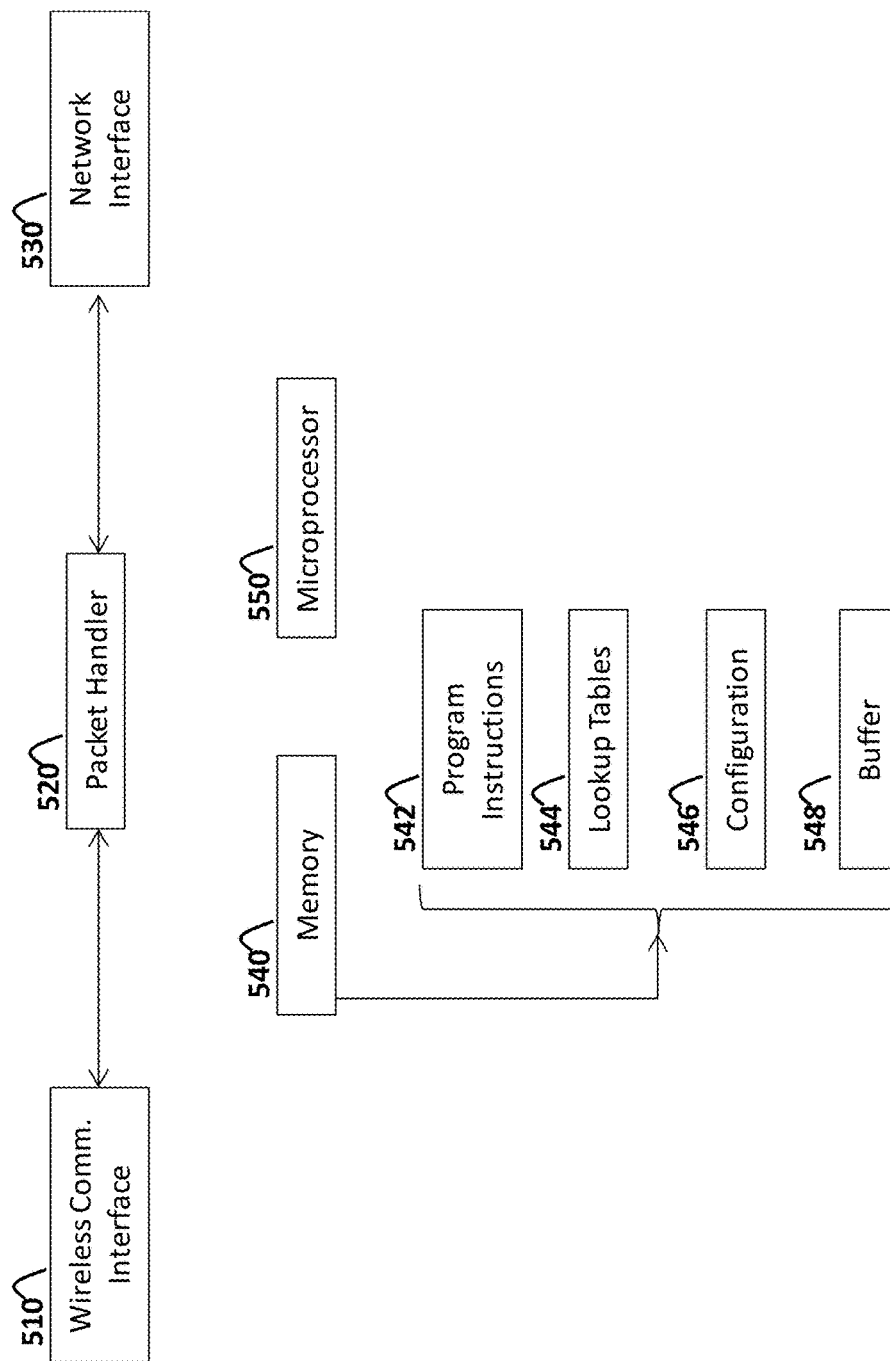 510
Wireless Comm.
Interface
520
Packet Handler
530
Network
Interface
540
Memory
550
Microprocessor
542
Program
Instructions
544
Lookup Tables
546
Configuration
548
Buffer